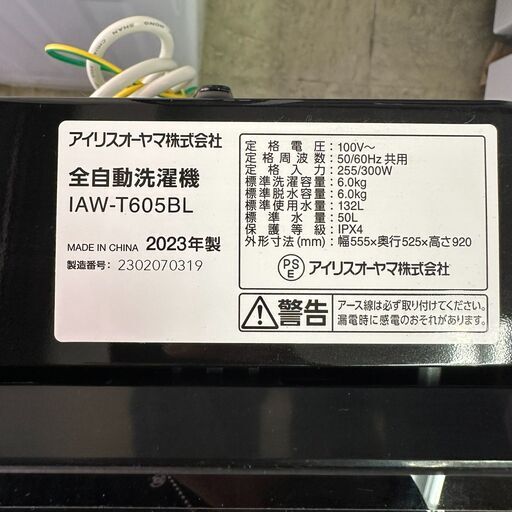 アイリスオーヤマ株式会社
全自動洗濯機
IAW-T605BL
MADE IN CHINA 2023年製
製造番号: 2302070319
定格電圧: 100V～
定格周波数: 50/60Hz 共用
定格入力: 255/300W
標準洗濯容量: 6.0kg
標準脱水容量: 6.0kg
標準使用水量: 132L
標準水量: 50L
保護等級: IPX4
外形寸法(mm): 幅555×奥行525×高さ920
PS
E アイリスオーヤマ株式会社
警告
アース線は必ず取り付けてください。
漏電時に感電のおそれがあります。